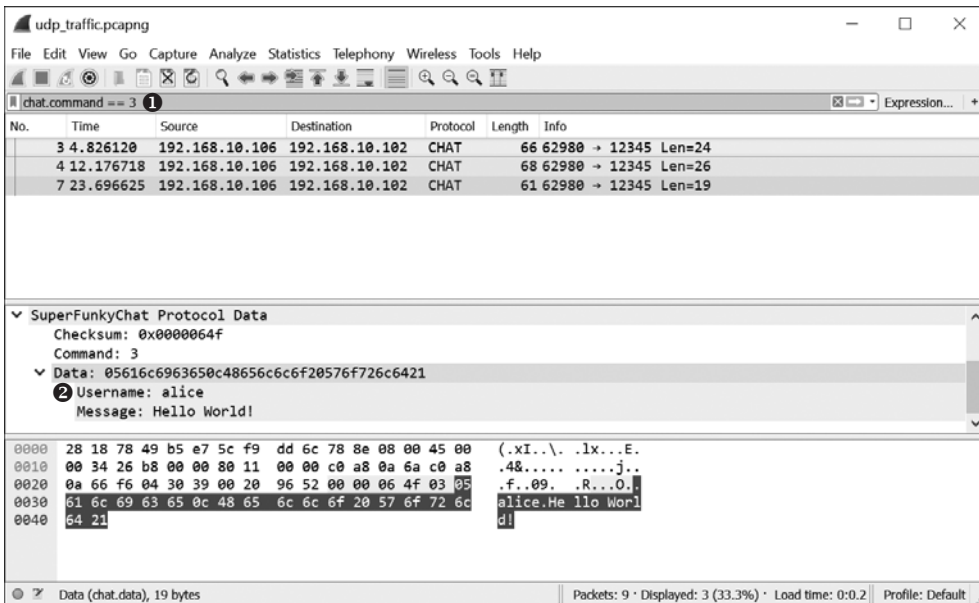 udp_traffic.pcapng
File Edit View Go Capture Analyze Statistics Telephony Wireless Tools Help
chat.command == 3 ❶ Expression... +
No. Time Source Destination Protocol Length Info
3 4.826120 192.168.10.106 192.168.10.102 CHAT 66 62980 → 12345 Len=24
4 12.176718 192.168.10.106 192.168.10.102 CHAT 68 62980 → 12345 Len=26
7 23.696625 192.168.10.106 192.168.10.102 CHAT 61 62980 → 12345 Len=19
SuperFunkyChat Protocol Data
Checksum: 0x0000064f
Command: 3
Data: 05616c6963650c48656c6c6f20576f726c6421
❷ Username: alice
Message: Hello World!
0000 28 18 78 49 b5 e7 5c f9 dd 6c 78 8e 08 00 45 00 (.xI..\. .lx...E.
0010 00 34 26 b8 00 00 80 11 00 00 c0 a8 0a 6a c0 a8 .4&..... .....j..
0020 0a 66 f6 04 30 39 00 20 96 52 00 00 06 4f 03 05 .f..09. .R...O..
0030 61 6c 69 63 65 0c 48 65 6c 6c 6f 20 57 6f 72 6c alice.He llo Worl
0040 64 21 d!
Data (chat.data), 19 bytes Packets: 9 · Displayed: 3 (33.3%) · Load time: 0:0.2 Profile: Default